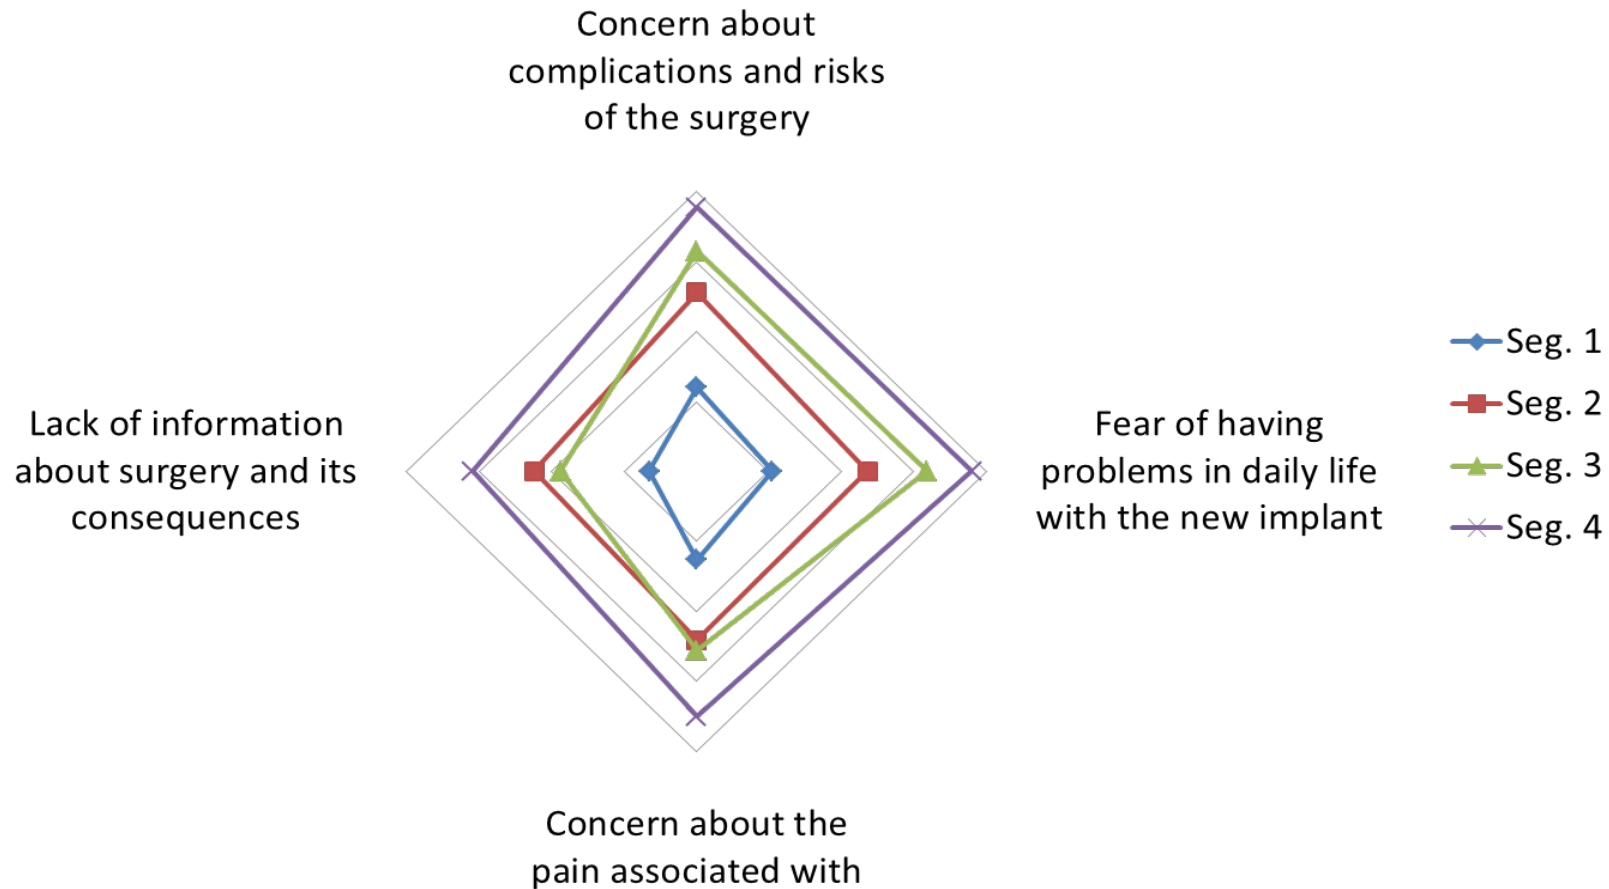 Concern about
complications and risks
of the surgery
Lack of information
about surgery and its
consequences
Fear of having
problems in daily life
with the new implant
Seg. 1
Seg. 2
Seg. 3
Seg. 4
Concern about the
pain associated with